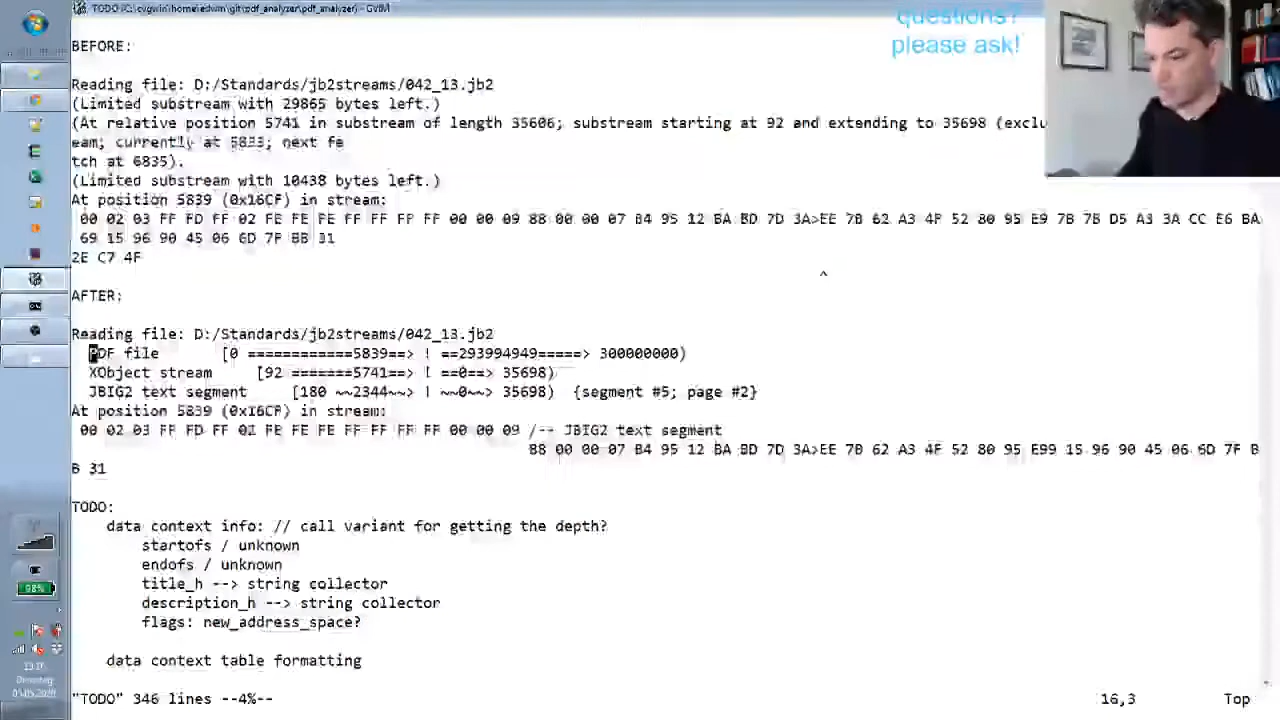 TODO (C:\cygwin\home\edwin\git\pdf_analyzer\pdf_analyzer) - GVIM
questions?
please ask!
BEFORE:
Reading file: D:/Standards/jb2streams/042_13.jb2
(Limited substream with 29865 bytes left.)
(At relative position 5741 in substream of length 35606; substream starting at 92 and extending to 35698 (exclu
eam; currently at 5833; next fe
tch at 6835).
(Limited substream with 10438 bytes left.)
At position 5839 (0x16CF) in stream:
00 02 03 FF FD FF 02 FE FE FE FF FF FF FF 00 00 09 88 00 00 07 B4 95 12 BA BD 7D 3A>EE 7B 62 A3 4F 52 80 95 E9 7B 7B D5 A3 3A CC E6 BA
69 15 96 90 45 06 6D 7F BB 31
2E C7 4F
^
AFTER:
Reading file: D:/Standards/jb2streams/042_13.jb2
PDF file [0 ============5839==> ! ==293994949=====> 300000000)
XObject stream [92 =======5741==> ! ==0==> 35698)
JBIG2 text segment [180 ~~2344~~> ! ~~0~~> 35698) {segment #5; page #2}
At position 5839 (0x16CF) in stream:
00 02 03 FF FD FF 02 FE FE FE FF FF FF FF 00 00 09 /-- JBIG2 text segment
88 00 00 07 B4 95 12 BA BD 7D 3A>EE 7B 62 A3 4F 52 80 95 E99 15 96 90 45 06 6D 7F B
B 31
TODO:
data context info: // call variant for getting the depth?
startofs / unknown
endofs / unknown
title_h --> string collector
description_h --> string collector
flags: new_address_space?
data context table formatting
"TODO" 346 lines --4%--
16,3
Top
98%
Dienstag